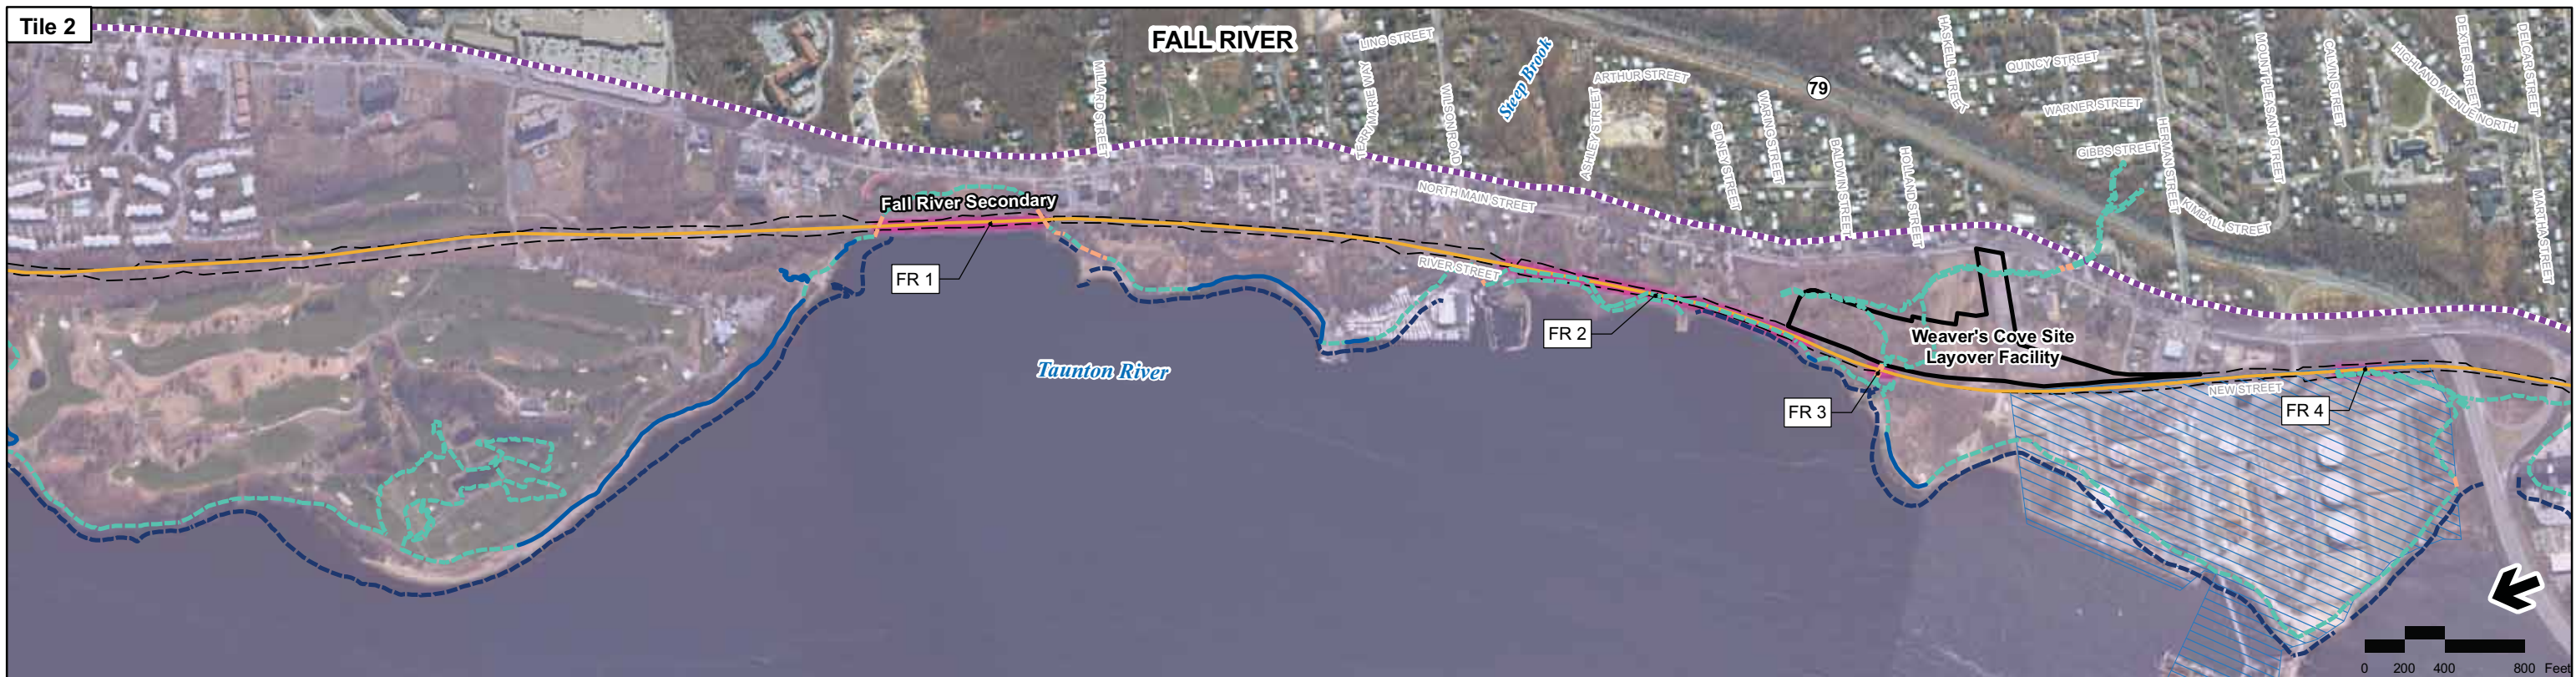 Tile 2
FALL RIVER
LING STREET
Steep Brook
MILLARD STREET
TERRY MARIE WAY
WILSON ROAD
ARTHUR STREET
ASHLEY STREET
79
HASKELL STREET
QUINCY STREET
WARNER STREET
GIBBS STREET
HERMAN STREET
MOUNT PLEASANT STREET
CALVIN STREET
HIGHLAND AVENUE NORTH
DEXTER STREET
DELCAR STREET
SIDNEY STREET
WARING STREET
BALDWIN STREET
HOLLAND STREET
KIMBALL STREET
MARTHA STREET
NORTH MAIN STREET
Fall River Secondary
RIVER STREET
FR 1
FR 2
Weaver's Cove Site
Layover Facility
Taunton River
NEW STREET
FR 3
FR 4
0 200 400 800 Feet